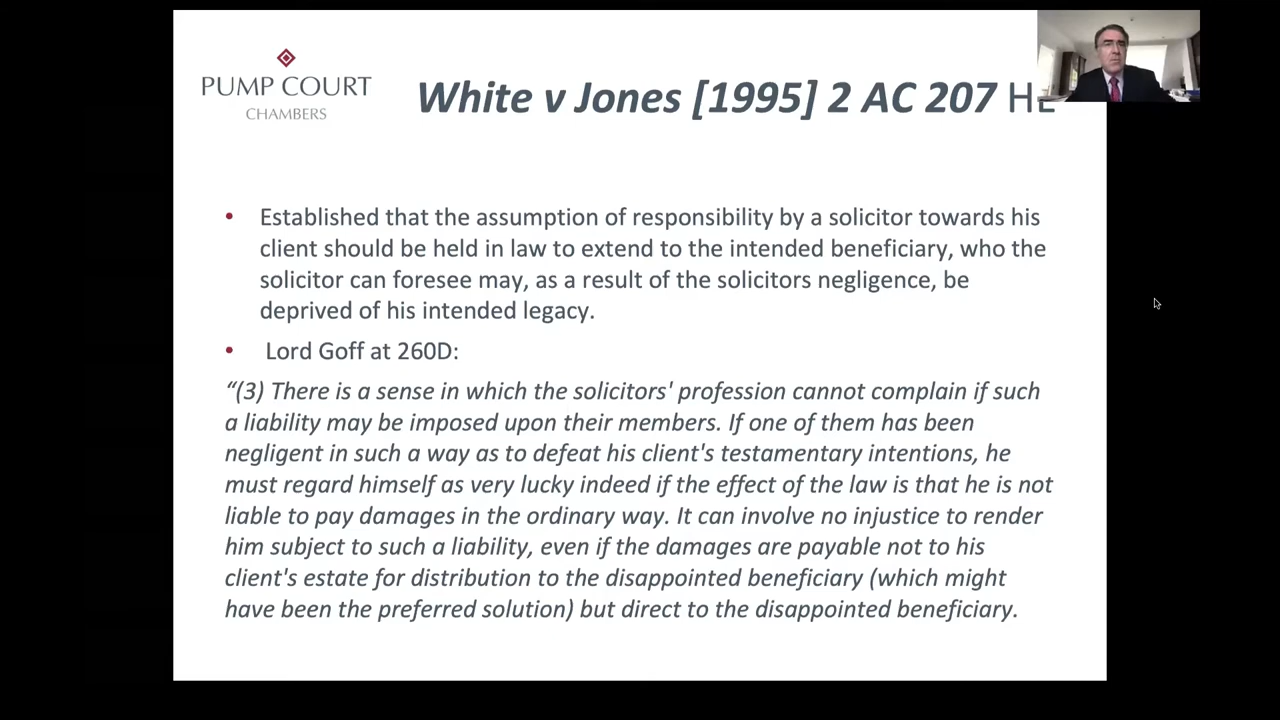 PUMP COURT
CHAMBERS
White v Jones [1995] 2 AC 207
• Established that the assumption of responsibility by a solicitor towards his
client should be held in law to extend to the intended beneficiary, who the
solicitor can foresee may, as a result of the solicitors negligence, be
deprived of his intended legacy.
• Lord Goff at 260D:
“(3) There is a sense in which the solicitors' profession cannot complain if such
a liability may be imposed upon their members. If one of them has been
negligent in such a way as to defeat his client's testamentary intentions, he
must regard himself as very lucky indeed if the effect of the law is that he is not
liable to pay damages in the ordinary way. It can involve no injustice to render
him subject to such a liability, even if the damages are payable not to his
client's estate for distribution to the disappointed beneficiary (which might
have been the preferred solution) but direct to the disappointed beneficiary.